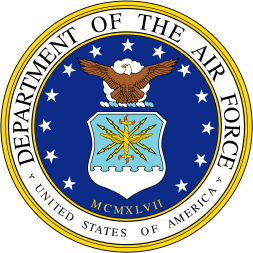 DEPARTMENT OF THE AIR FORCE
MCMXLVII
UNITED STATES OF AMERICA